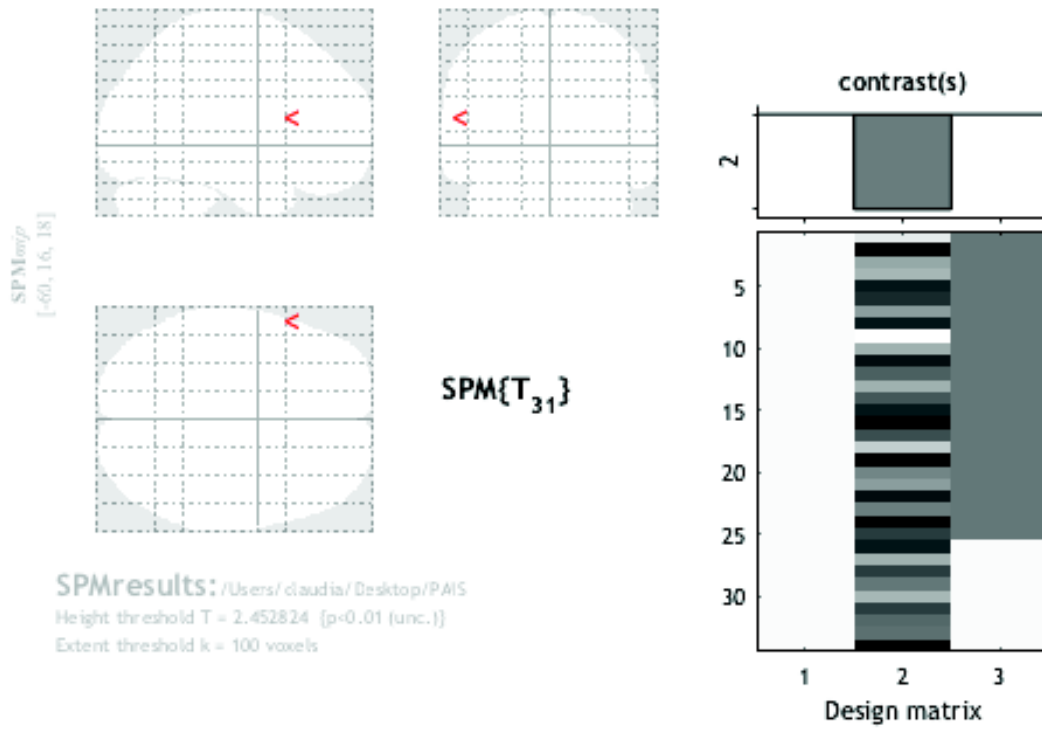 contrast(s)
2
SPMmip
[-60, 16, 18]
<
<
<
SPM{T31}
5
10
15
20
25
30
1 2 3
Design matrix
SPMresults: /Users/claudia/Desktop/PAIS
Height threshold T = 2.452824 {p<0.01 (unc.)}
Extent threshold k = 100 voxels